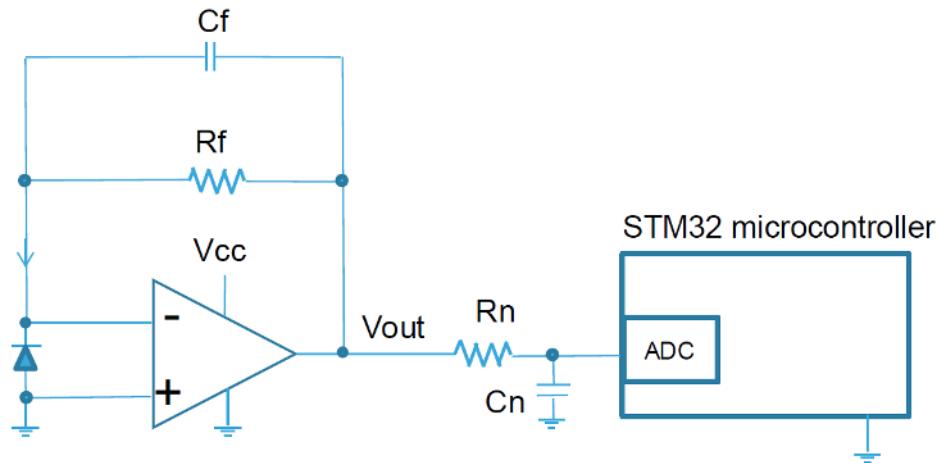 Cf
Rf
STM32 microcontroller
Vcc
-
Vout
Rn
ADC
+
Cn